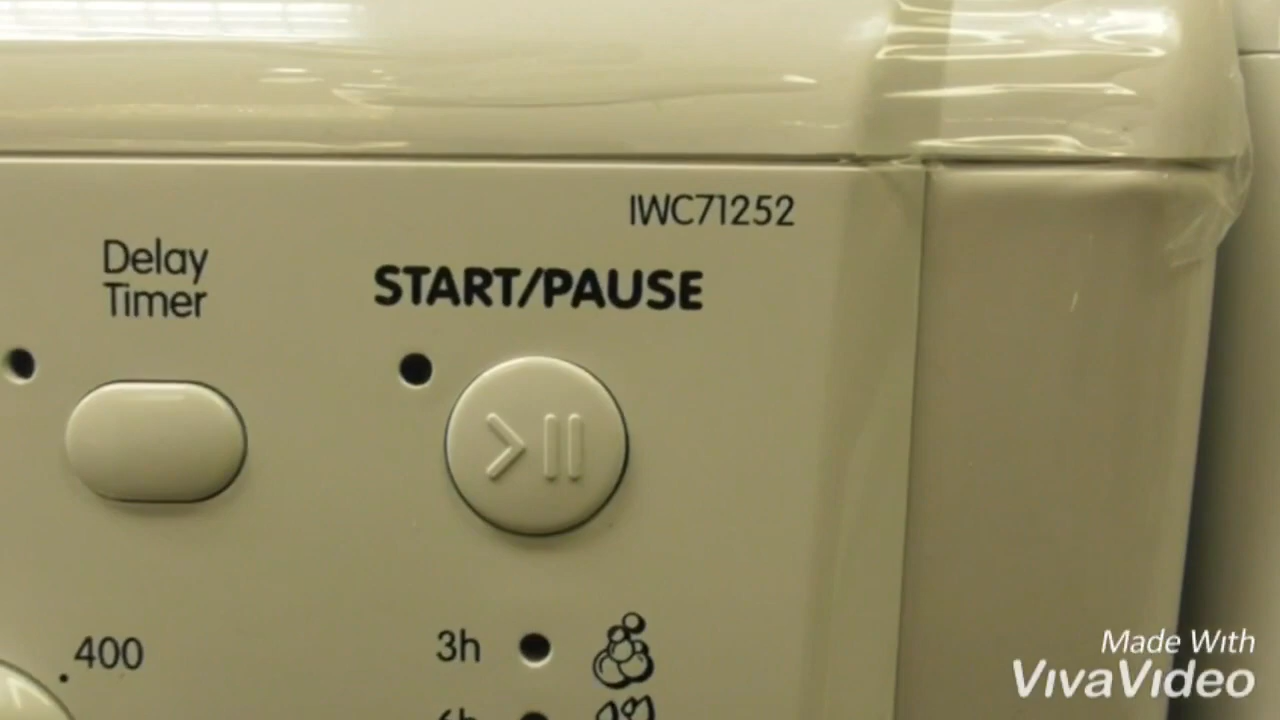 IWC71252
Delay
Timer
START/PAUSE
400
3h
Made With
VivaVideo